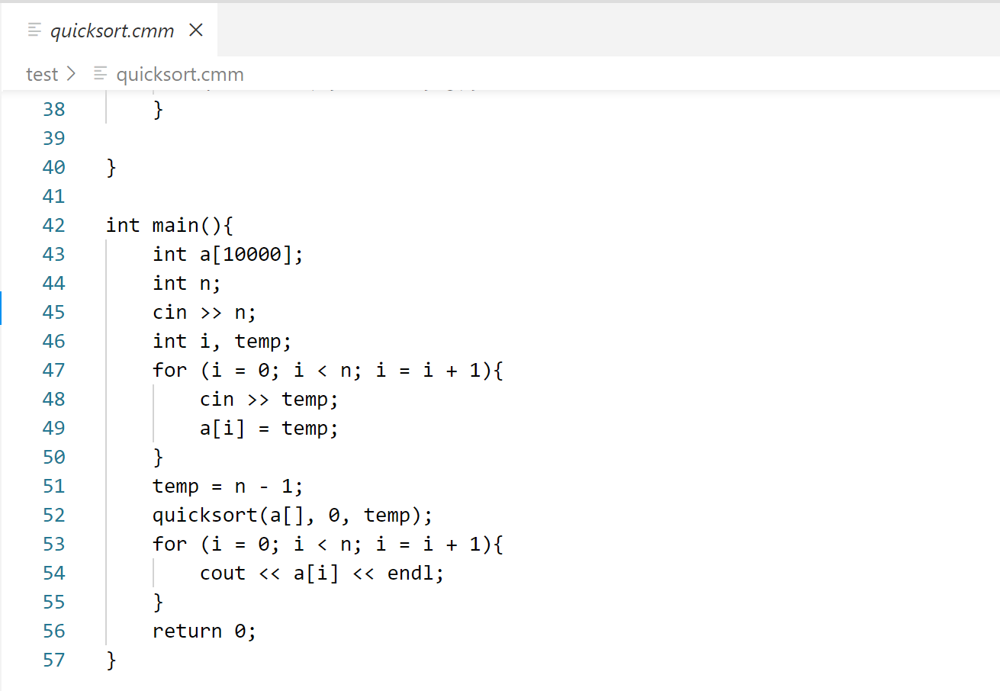 quicksort.cmm
test > quicksort.cmm
38 }
39
40 }
41
42 int main(){
43 int a[10000];
44 int n;
45 cin >> n;
46 int i, temp;
47 for (i = 0; i < n; i = i + 1){
48 cin >> temp;
49 a[i] = temp;
50 }
51 temp = n - 1;
52 quicksort(a[], 0, temp);
53 for (i = 0; i < n; i = i + 1){
54 cout << a[i] << endl;
55 }
56 return 0;
57 }